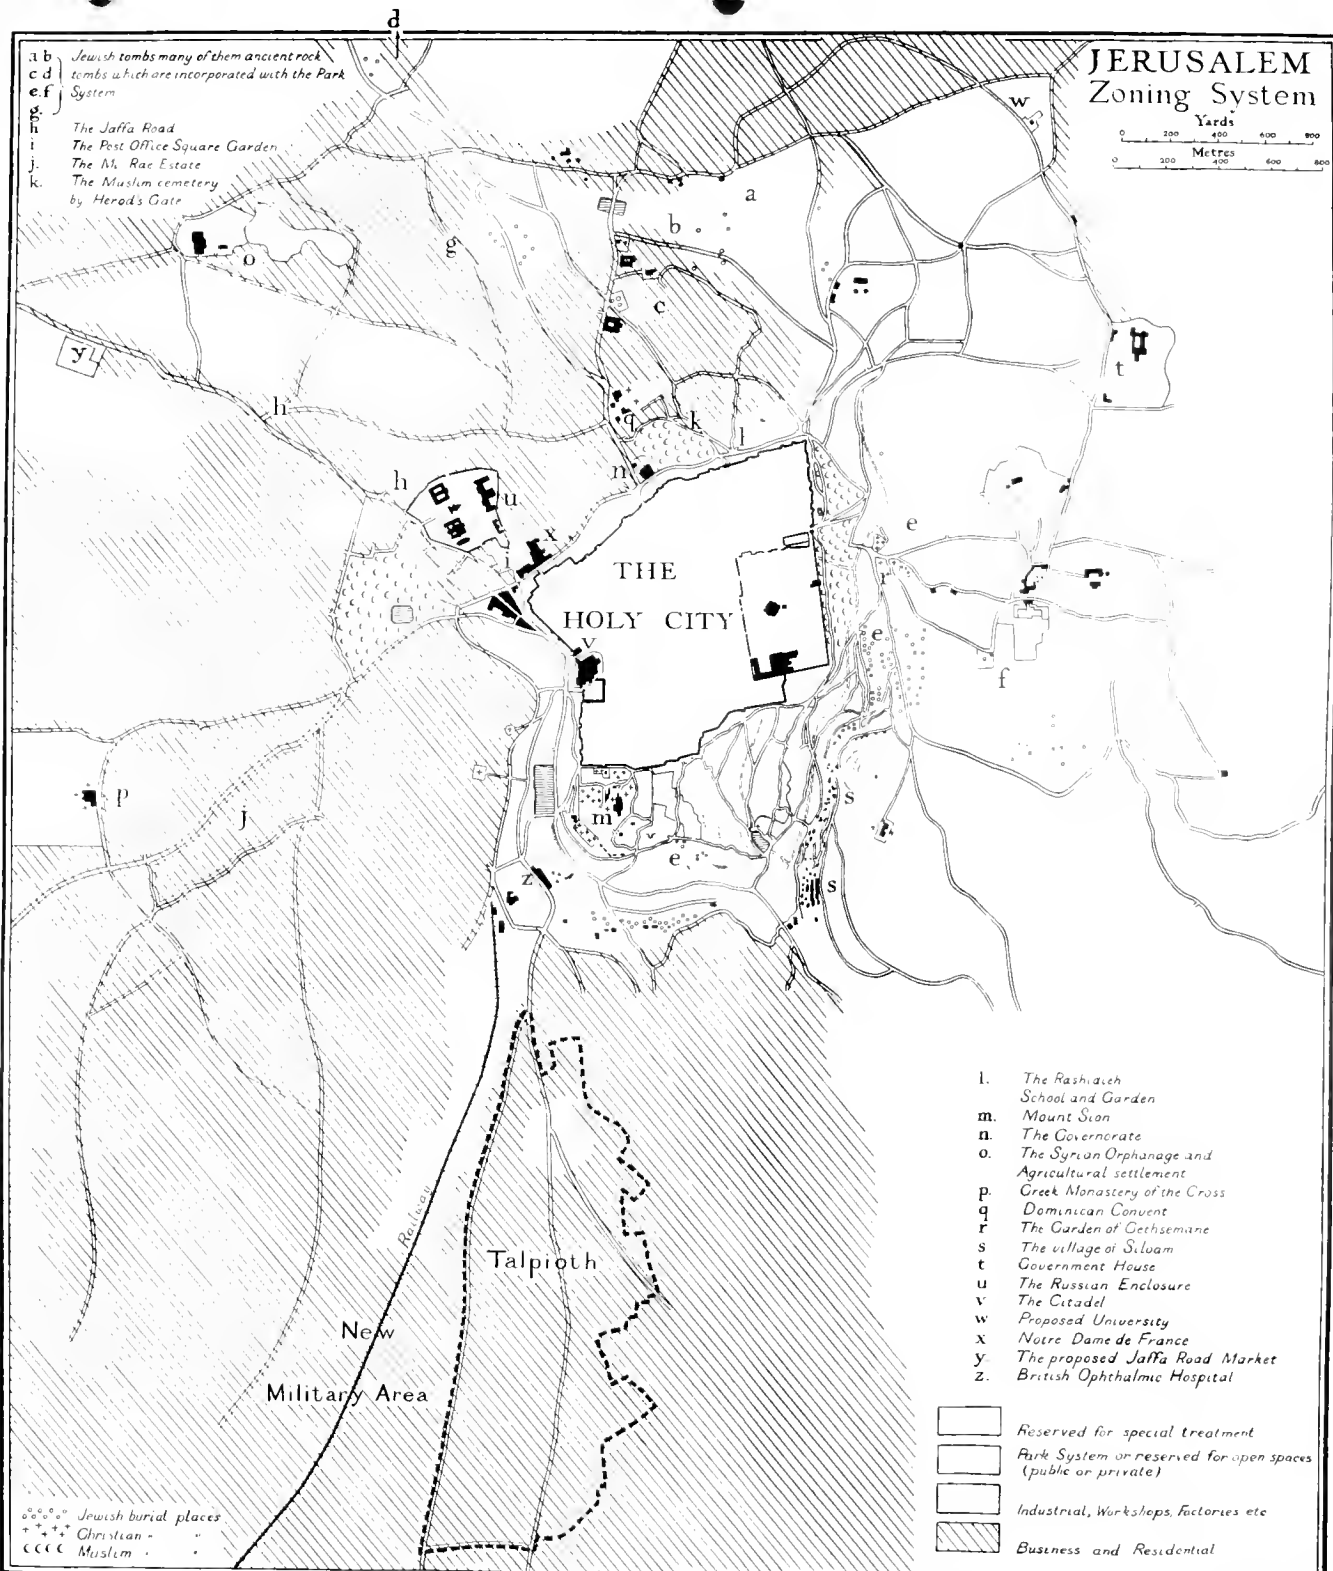 d
a b Jewish tombs many of them ancient rock
c d tombs which are incorporated with the Park
e.f System
g.
h The Jaffa Road
i The Post Office Square Garden
j. The Mc Rae Estate
k. The Muslim cemetery
by Herod's Gate
JERUSALEM
Zoning System
Yards
0 200 400 600 800
Metres
0 200 400 600 800
w
a
b
g
o
c
y
t
h
q
k
l
n
h
u
x
e
i
THE
HOLY CITY
r
v
e
f
p
j
m
s
e
z
s
Railway
Talpioth
New
Military Area
l. The Rashidieh
School and Garden
m. Mount Sion
n. The Governorate
o. The Syrian Orphanage and
Agricultural settlement
p. Greek Monastery of the Cross
q Dominican Convent
r The Garden of Gethsemane
s The village of Siloam
t Government House
u The Russian Enclosure
v The Citadel
w Proposed University
x Notre Dame de France
y The proposed Jaffa Road Market
z. British Ophthalmic Hospital
Reserved for special treatment
Park System or reserved for open spaces
(public or private)
Industrial, Workshops, Factories etc
Business and Residential
Jewish burial places
Christian " "
Muslim " "